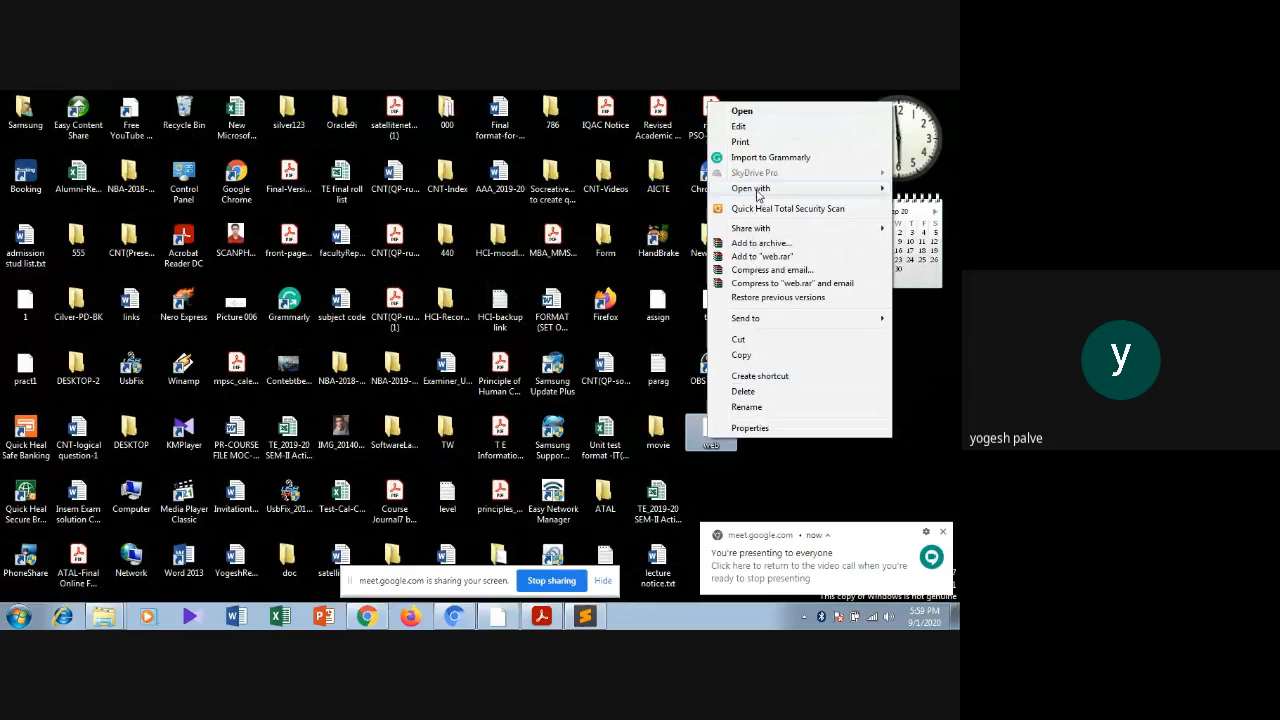 Samsung
Easy Content
Share
Free
YouTube ...
Recycle Bin
New
Microsof...
silver123
Oracle9i
satellitenet...
(1)
000
Final
format-for-...
786
IQAC Notice
Revised
Academic ...
PSO-
Booking
Alumni-Re...
NBA-2018-...
Control
Panel
Google
Chrome
Final-Versi...
TE final roll
list
CNT(QP-ru...
CNT-Index
AAA_2019-20
Socreative...
to create q...
CNT-Videos
AICTE
Chr
admission
stud list.txt
555
CNT(Prese...
Acrobat
Reader DC
SCANPH...
front-page...
facultyRep...
CNT(QP-ru...
440
HCI-moodl...
MBA_MMS...
Form
HandBrake
New
1
Cilver-PD-BK
links
Nero Express
Picture 006
Grammarly
subject code
CNT(QP-ru...
(1)
HCI-Recor...
HCI-backup
link
FORMAT
(SET O...
Firefox
assign
pract1
DESKTOP-2
UsbFix
Winamp
mpsc_cale...
Contebtbe...
NBA-2018-...
NBA-2019-...
Examiner_U...
Principle of
Human C...
Samsung
Update Plus
CNT(QP-so...
parag
OBS
Quick Heal
Safe Banking
CNT-logical
question-1
DESKTOP
KMPlayer
PR-COURSE
FILE MOC-...
TE_2019-20
SEM-II Acti...
IMG_20140...
SoftwareLa...
TW
T E
Informatio...
Samsung
Suppor...
Unit test
format -IT(...
movie
web
Quick Heal
Secure Br...
Insem Exam
solution C...
Computer
Media Player
Classic
Invitationt...
UsbFix_201...
Test-Cal-C...
Course
Journal7 b...
level
principles_...
Easy Network
Manager
ATAL
TE_2019-20
SEM-II Acti...
PhoneShare
ATAL-Final
Online F...
Network
Word 2013
YogeshRe...
doc
satell
lecture
notice.txt
Open
Edit
Print
Import to Grammarly
SkyDrive Pro
Open with
Quick Heal Total Security Scan
Share with
Add to archive...
Add to "web.rar"
Compress and email...
Compress to "web.rar" and email
Restore previous versions
Send to
Cut
Copy
Create shortcut
Delete
Rename
Properties
meet.google.com is sharing your screen.
Stop sharing
Hide
meet.google.com • now
You're presenting to everyone
Click here to return to the video call when you're
ready to stop presenting
This copy of Windows is not genuine
5:59 PM
9/1/2020
y
yogesh palve